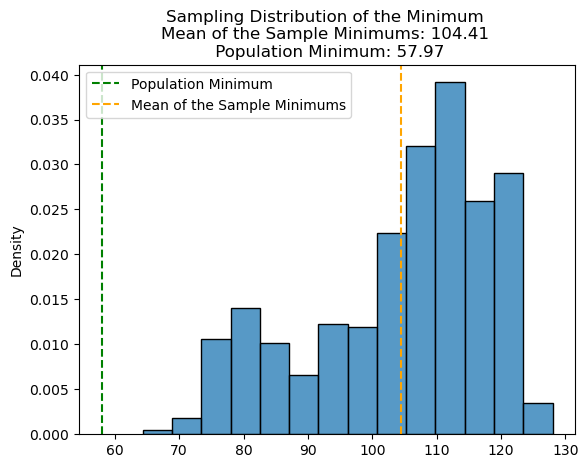 Sampling Distribution of the Minimum
Mean of the Sample Minimums: 104.41
Population Minimum: 57.97
Population Minimum
Mean of the Sample Minimums
Density
0.040
0.035
0.030
0.025
0.020
0.015
0.010
0.005
0.000
60 70 80 90 100 110 120 130